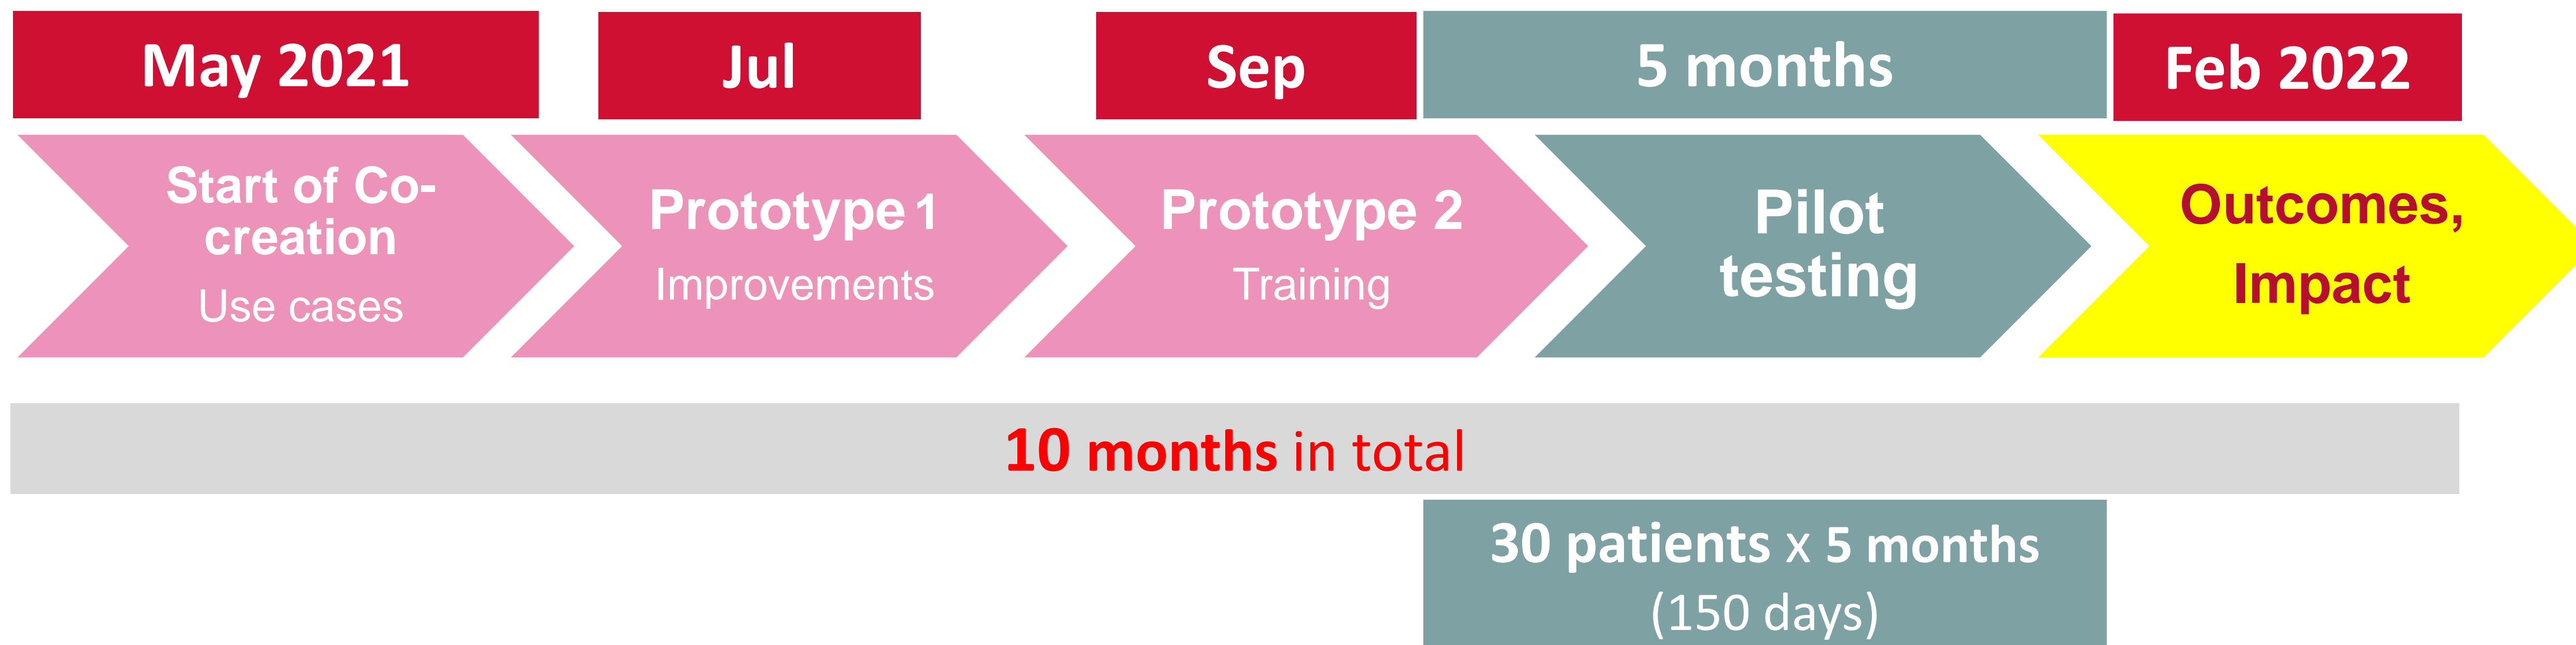 May 2021
Jul
Sep
5 months
Feb 2022
Start of Co-
creation
Use cases
Prototype 1
Improvements
Prototype 2
Training
Pilot
testing
Outcomes,
Impact
10 months in total
30 patients x 5 months
(150 days)